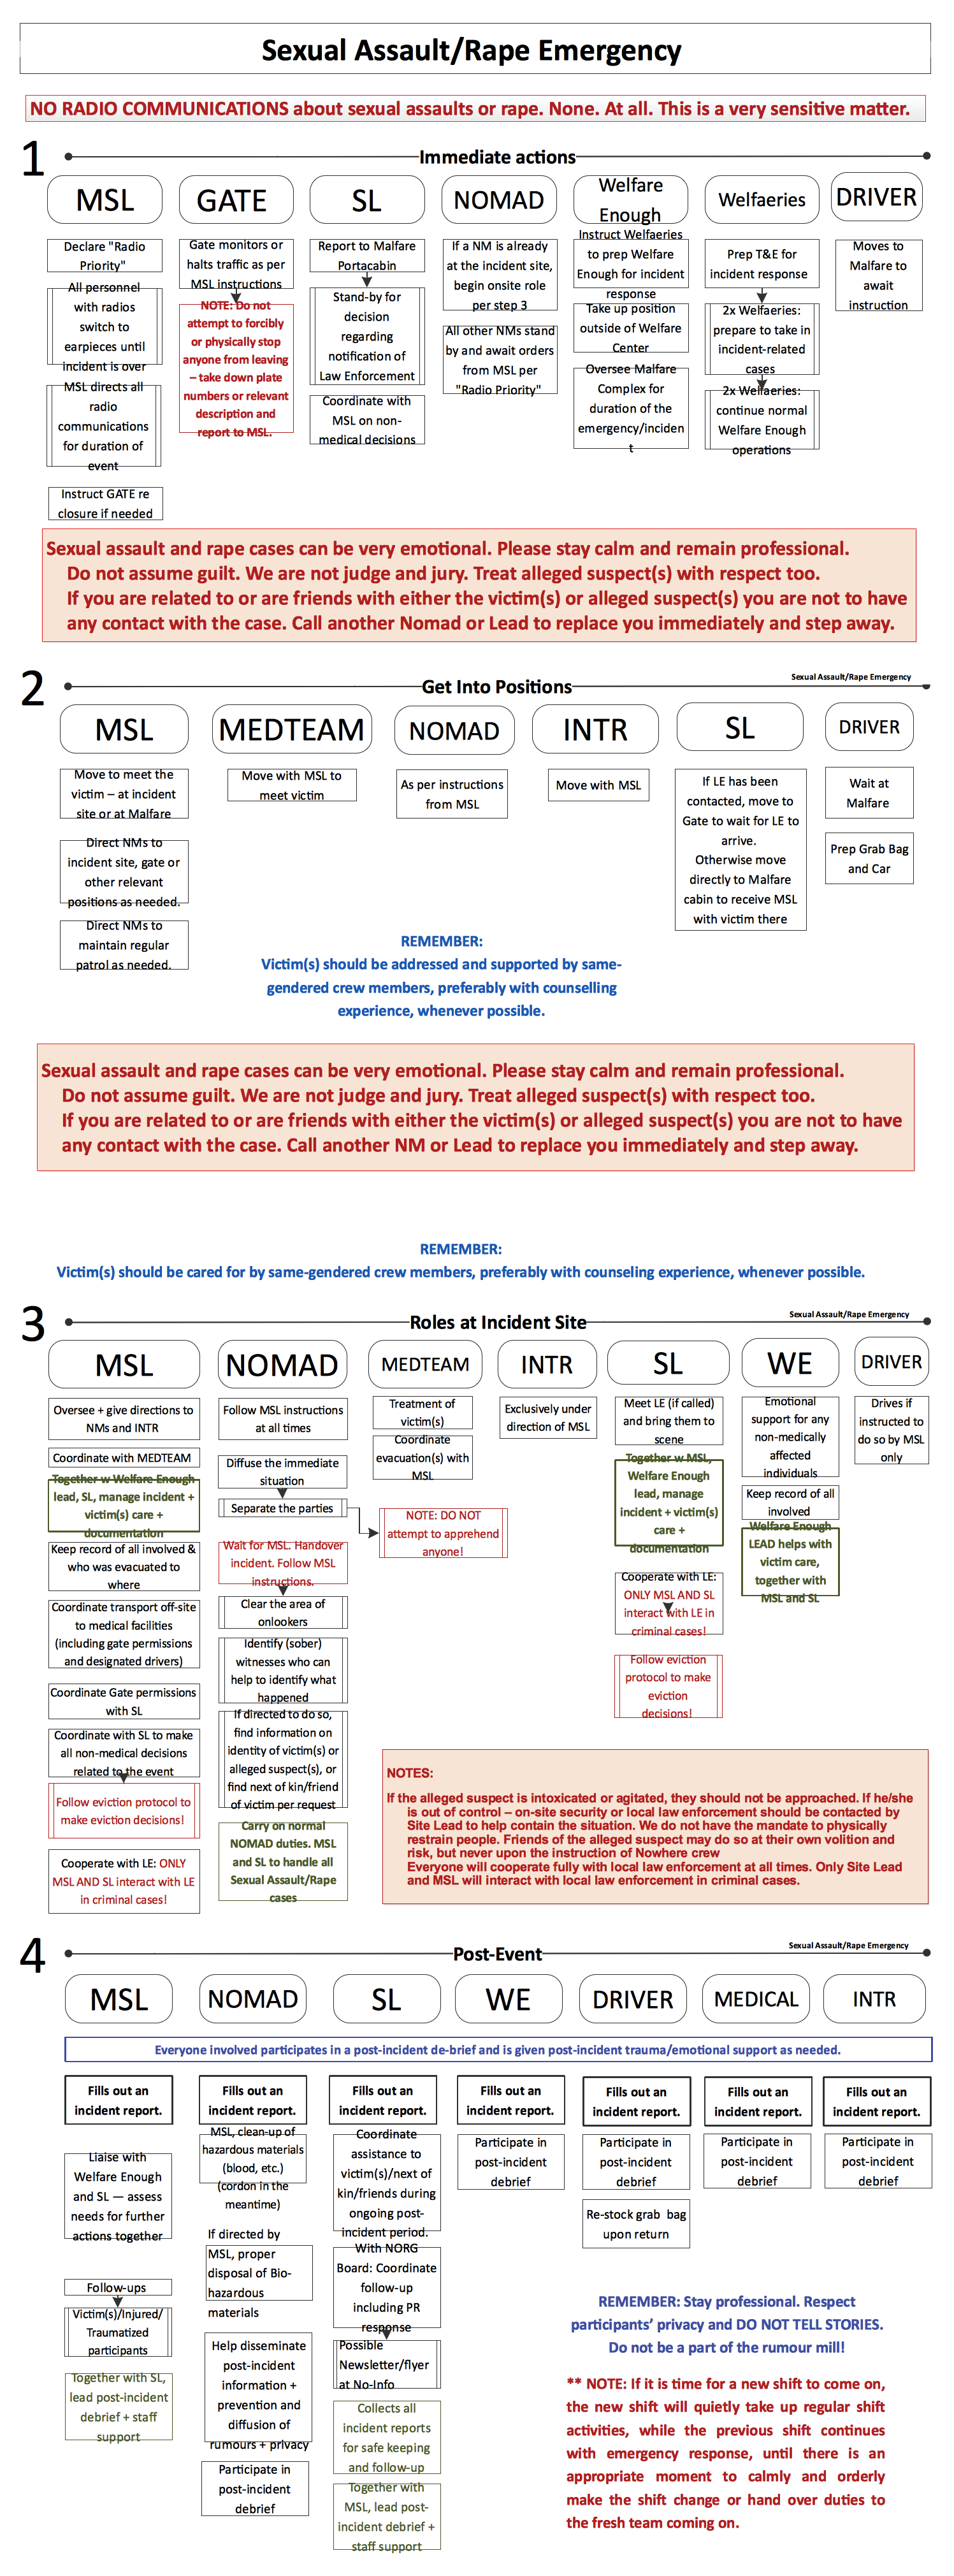 Sexual Assault/Rape Emergency
NO RADIO COMMUNICATIONS about sexual assaults or rape. None. At all. This is a very sensitive matter.
1
Immediate actions
MSL
Declare "Radio
Priority"
All personnel
with radios
switch to
earpieces until
incident is over
MSL directs all
radio
communications
for duration of
event
Instruct GATE re
closure if needed
GATE
Gate monitors or
halts traffic as per
MSL instructions
NOTE: Do not
attempt to forcibly
or physically stop
anyone from leaving
– take down plate
numbers or relevant
description and
report to MSL.
SL
Report to Malfare
Portacabin
Stand-by for
decision
regarding
notification of
Law Enforcement
Coordinate with
MSL on non-
medical decisions
NOMAD
If a NM is already
at the incident site,
begin onsite role
per step 3
All other NMs stand
by and await orders
from MSL per
"Radio Priority"
Welfare
Enough
Instruct Welfaeries
to prep Welfare
Enough for incident
response
Take up position
outside of Welfare
Center
Oversee Malfare
Complex for
duration of the
emergency/inciden
t
Welfaeries
Prep T&E for
incident response
2x Welfaeries:
prepare to take in
incident-related
cases
2x Welfaeries:
continue normal
Welfare Enough
operations
DRIVER
Moves to
Malfare to
await
instruction
Sexual assault and rape cases can be very emotional. Please stay calm and remain professional.
Do not assume guilt. We are not judge and jury. Treat alleged suspect(s) with respect too.
If you are related to or are friends with either the victim(s) or alleged suspect(s) you are not to have
any contact with the case. Call another Nomad or Lead to replace you immediately and step away.
2
Get Into Positions
Sexual Assault/Rape Emergency
MSL
Move to meet the
victim – at incident
site or at Malfare
Direct NMs to
incident site, gate or
other relevant
positions as needed.
Direct NMs to
maintain regular
patrol as needed.
MEDTEAM
Move with MSL to
meet victim
NOMAD
As per instructions
from MSL
INTR
Move with MSL
SL
If LE has been
contacted, move to
Gate to wait for LE to
arrive.
Otherwise move
directly to Malfare
cabin to receive MSL
with victim there
DRIVER
Wait at
Malfare
Prep Grab Bag
and Car
REMEMBER:
Victim(s) should be addressed and supported by same-
gendered crew members, preferably with counselling
experience, whenever possible.
Sexual assault and rape cases can be very emotional. Please stay calm and remain professional.
Do not assume guilt. We are not judge and jury. Treat alleged suspect(s) with respect too.
If you are related to or are friends with either the victim(s) or alleged suspect(s) you are not to have
any contact with the case. Call another NM or Lead to replace you immediately and step away.
REMEMBER:
Victim(s) should be cared for by same-gendered crew members, preferably with counseling experience, whenever possible.
3
Roles at Incident Site
Sexual Assault/Rape Emergency
MSL
Oversee + give directions to
NMs and INTR
Coordinate with MEDTEAM
Together w Welfare Enough
lead, SL, manage incident +
victim(s) care +
documentation
Keep record of all involved &
who was evacuated to
where
Coordinate transport off-site
to medical facilities
(including gate permissions
and designated drivers)
Coordinate Gate permissions
with SL
Coordinate with SL to make
all non-medical decisions
related to the event
Follow eviction protocol to
make eviction decisions!
Cooperate with LE: ONLY
MSL AND SL interact with LE
in criminal cases!
NOMAD
Follow MSL instructions
at all times
Diffuse the immediate
situation
Separate the parties
Wait for MSL. Handover
incident. Follow MSL
instructions.
Clear the area of
onlookers
Identify (sober)
witnesses who can
help to identify what
happened
If directed to do so,
find information on
identity of victim(s) or
alleged suspect(s), or
find next of kin/friend
of victim per request
Carry on normal
NOMAD duties. MSL
and SL to handle all
Sexual Assault/Rape
cases
MEDTEAM
Treatment of
victim(s)
Coordinate
evacuation(s) with
MSL
NOTE: DO NOT
attempt to apprehend
anyone!
INTR
Exclusively under
direction of MSL
SL
Meet LE (if called)
and bring them to
scene
Together w MSL,
Welfare Enough
lead, manage
incident + victim(s)
care +
documentation
Cooperate with LE:
ONLY MSL AND SL
interact with LE in
criminal cases!
Follow eviction
protocol to make
eviction
decisions!
WE
Emotional
support for any
non-medically
affected
individuals
Keep record of all
involved
Welfare Enough
LEAD helps with
victim care,
together with
MSL and SL
DRIVER
Drives if
instructed to
do so by MSL
only
NOTES:
If the alleged suspect is intoxicated or agitated, they should not be approached. If he/she
is out of control – on-site security or local law enforcement should be contacted by
Site Lead to help contain the situation. We do not have the mandate to physically
restrain people. Friends of the alleged suspect may do so at their own volition and
risk, but never upon the instruction of Nowhere crew
Everyone will cooperate fully with local law enforcement at all times. Only Site Lead
and MSL will interact with local law enforcement in criminal cases.
4
Post-Event
Sexual Assault/Rape Emergency
MSL
NOMAD
SL
WE
DRIVER
MEDICAL
INTR
Everyone involved participates in a post-incident de-brief and is given post-incident trauma/emotional support as needed.
Fills out an
incident report.
Liaise with
Welfare Enough
and SL — assess
needs for further
actions together
Follow-ups
Victim(s)/Injured/
Traumatized
participants
Together with SL,
lead post-incident
debrief + staff
support
Fills out an
incident report.
MSL, clean-up of
hazardous materials
(blood, etc.)
(cordon in the
meantime)
If directed by
MSL, proper
disposal of Bio-
hazardous
materials
Help disseminate
post-incident
information +
prevention and
diffusion of
rumours + privacy
Participate in
post-incident
debrief
Fills out an
incident report.
Coordinate
assistance to
victim(s)/next of
kin/friends during
ongoing post-
incident period.
With NORG
Board: Coordinate
follow-up
including PR
response
Possible
Newsletter/flyer
at No-Info
Collects all
incident reports
for safe keeping
and follow-up
Together with
MSL, lead post-
incident debrief +
staff support
Fills out an
incident report.
Participate in
post-incident
debrief
Fills out an
incident report.
Participate in
post-incident
debrief
Re-stock grab bag
upon return
Fills out an
incident report.
Participate in
post-incident
debrief
Fills out an
incident report.
Participate in
post-incident
debrief
REMEMBER: Stay professional. Respect
participants’ privacy and DO NOT TELL STORIES.
Do not be a part of the rumour mill!
** NOTE: If it is time for a new shift to come on,
the new shift will quietly take up regular shift
activities, while the previous shift continues
with emergency response, until there is an
appropriate moment to calmly and orderly
make the shift change or hand over duties to
the fresh team coming on.